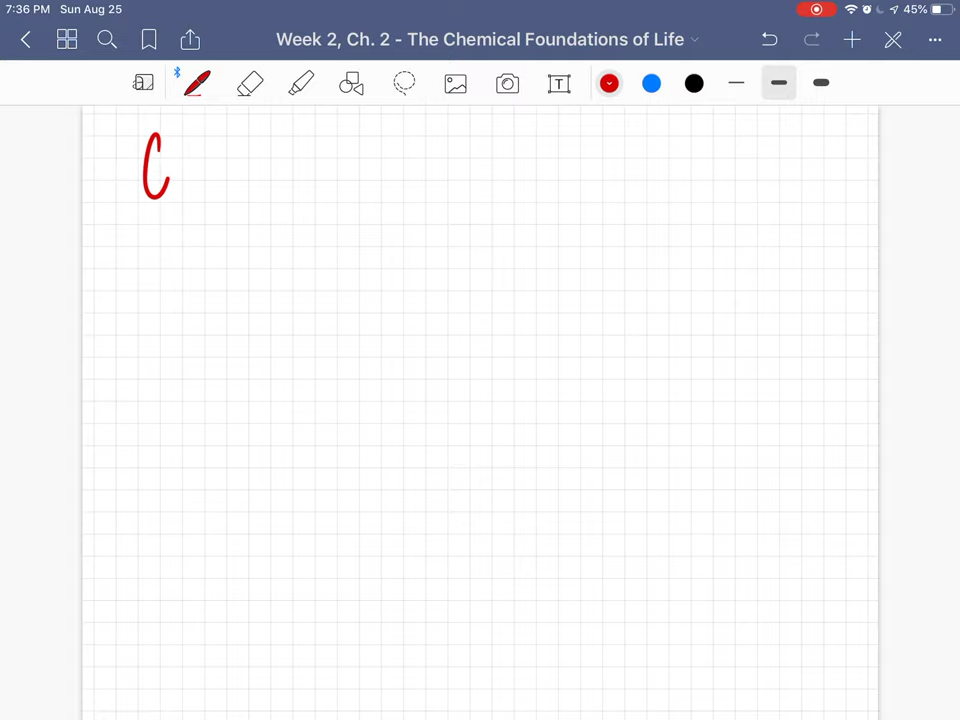 7:36 PM Sun Aug 25 45%
Week 2, Ch. 2 - The Chemical Foundations of Life
a T
C